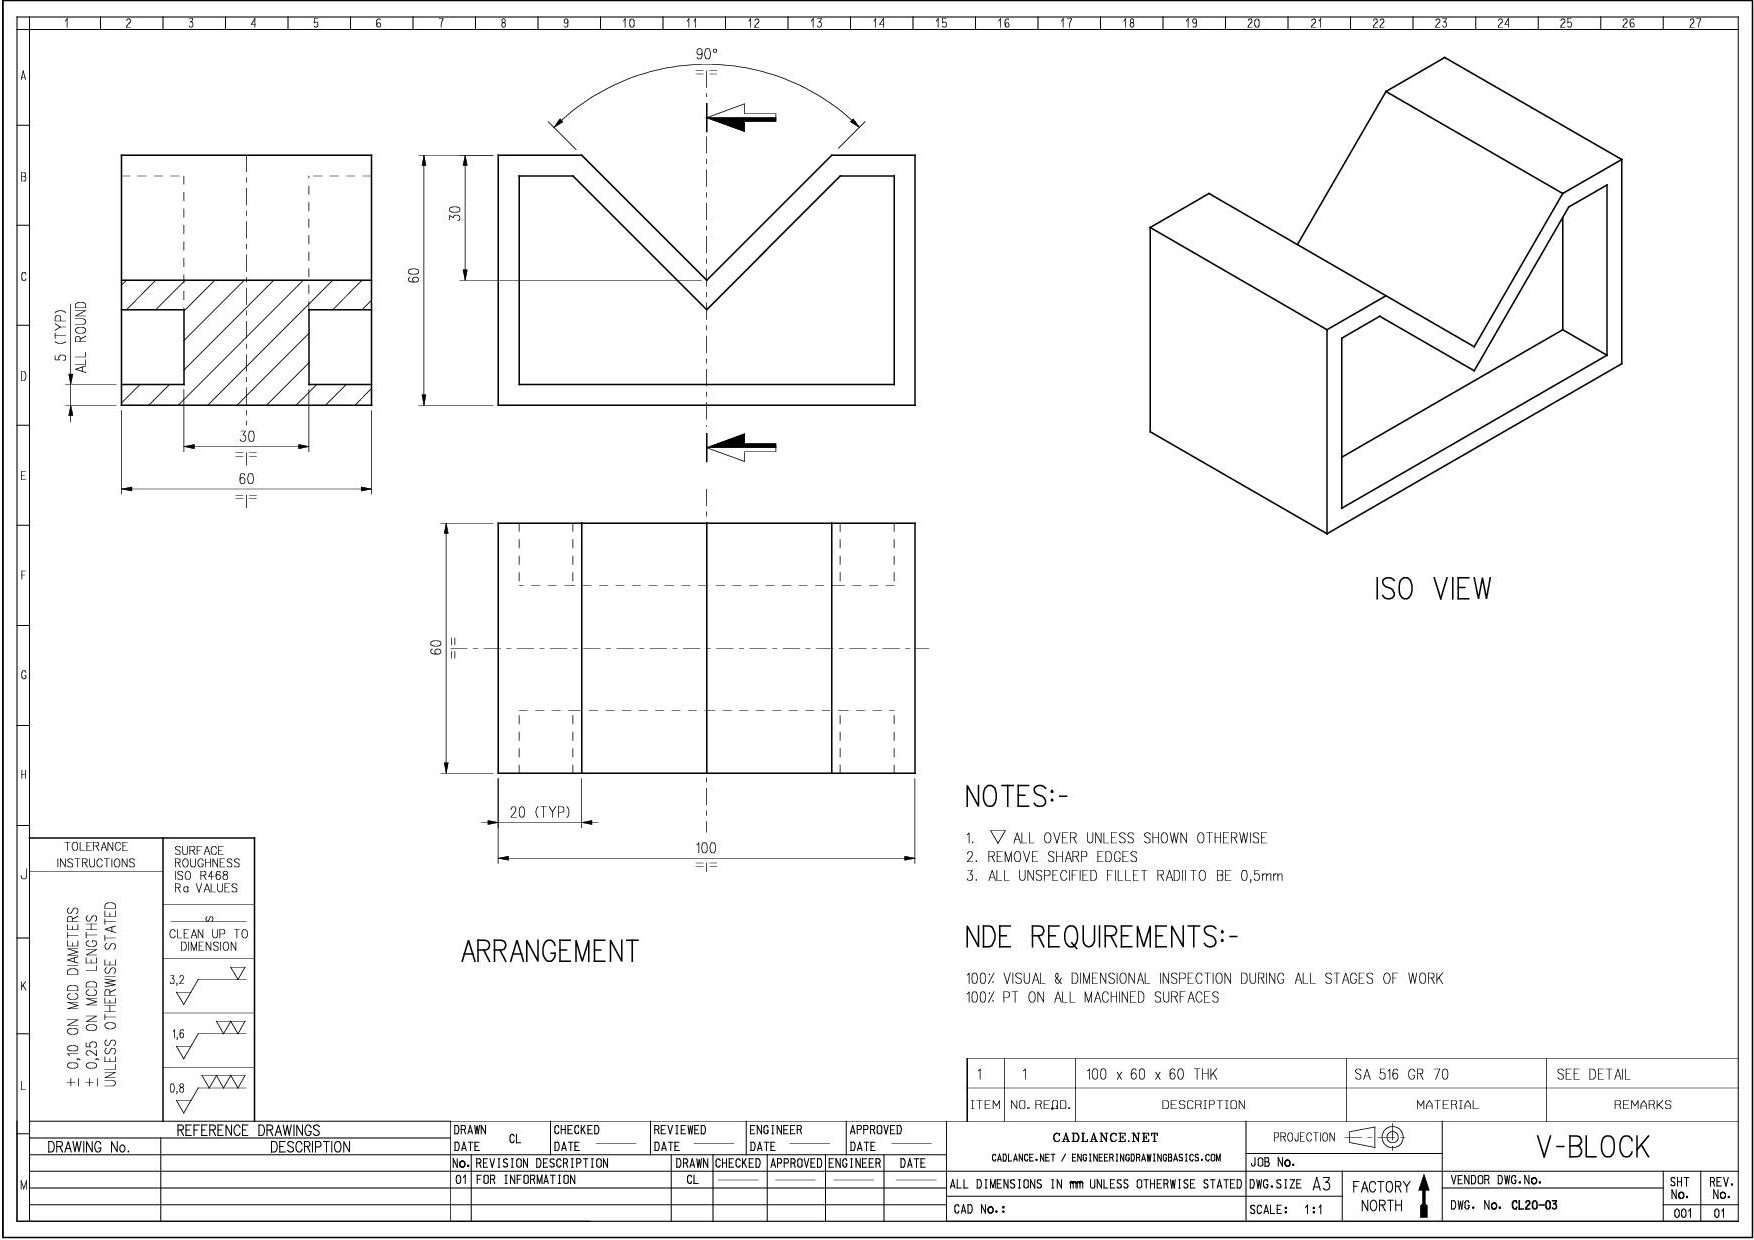 1 2 3 4 5 6 7 8 9 10 11 12 13 14 15 16 17 18 19 20 21 22 23 24 25 26 27
A
B
C
D
E
F
G
H
J
K
L
M
90°
30
60
5 (TYP)
ALL ROUND
30
60
60
20 (TYP)
100
ARRANGEMENT
ISO VIEW
NOTES:-
1. ▽ ALL OVER UNLESS SHOWN OTHERWISE
2. REMOVE SHARP EDGES
3. ALL UNSPECIFIED FILLET RADII TO BE 0,5mm
NDE REQUIREMENTS:-
100% VISUAL & DIMENSIONAL INSPECTION DURING ALL STAGES OF WORK
100% PT ON ALL MACHINED SURFACES
TOLERANCE
INSTRUCTIONS
± 0,10 ON MCD DIAMETERS
± 0,25 ON MCD LENGTHS
UNLESS OTHERWISE STATED
SURFACE
ROUGHNESS
ISO R468
Ra VALUES
S
CLEAN UP TO
DIMENSION
3,2
1,6
0,8
1 1 100 x 60 x 60 THK SA 516 GR 70 SEE DETAIL
ITEM NO. REQD. DESCRIPTION MATERIAL REMARKS
REFERENCE DRAWINGS
DRAWING No. DESCRIPTION
DRAWN CL CHECKED REVIEWED ENGINEER APPROVED
DATE DATE DATE DATE DATE
No. REVISION DESCRIPTION DRAWN CHECKED APPROVED ENGINEER DATE
01 FOR INFORMATION CL
CADLANCE.NET
CADLANCE.NET / ENGINEERINGDRAWINGBASICS.COM
ALL DIMENSIONS IN mm UNLESS OTHERWISE STATED
CAD No.:
PROJECTION
JOB No.
DWG.SIZE A3
SCALE: 1:1
FACTORY
NORTH
V-BLOCK
VENDOR DWG.No.
DWG. No. CL20-03
SHT
No.
001
REV.
No.
01